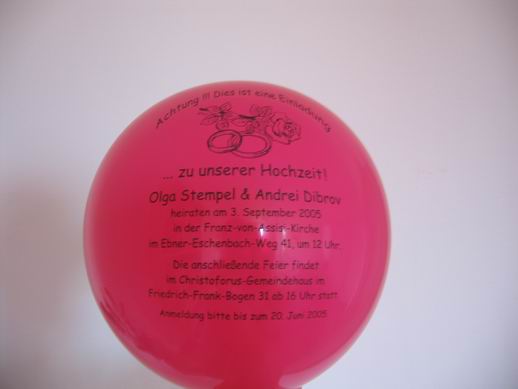 Achtung !!! Dies ist eine Einladung
... zu unserer Hochzeit!
Olga Stempel & Andrei Dibrov
heiraten am 3. September 2005
in der Franz-von-Assisi-Kirche
im Ebner-Eschenbach-Weg 41, um 12 Uhr.
Die anschließende Feier findet
im Christoforus-Gemeindehaus im
Friedrich-Frank-Bogen 31 ab 16 Uhr statt.
Anmeldung bitte bis zum 20. Juni 2005.